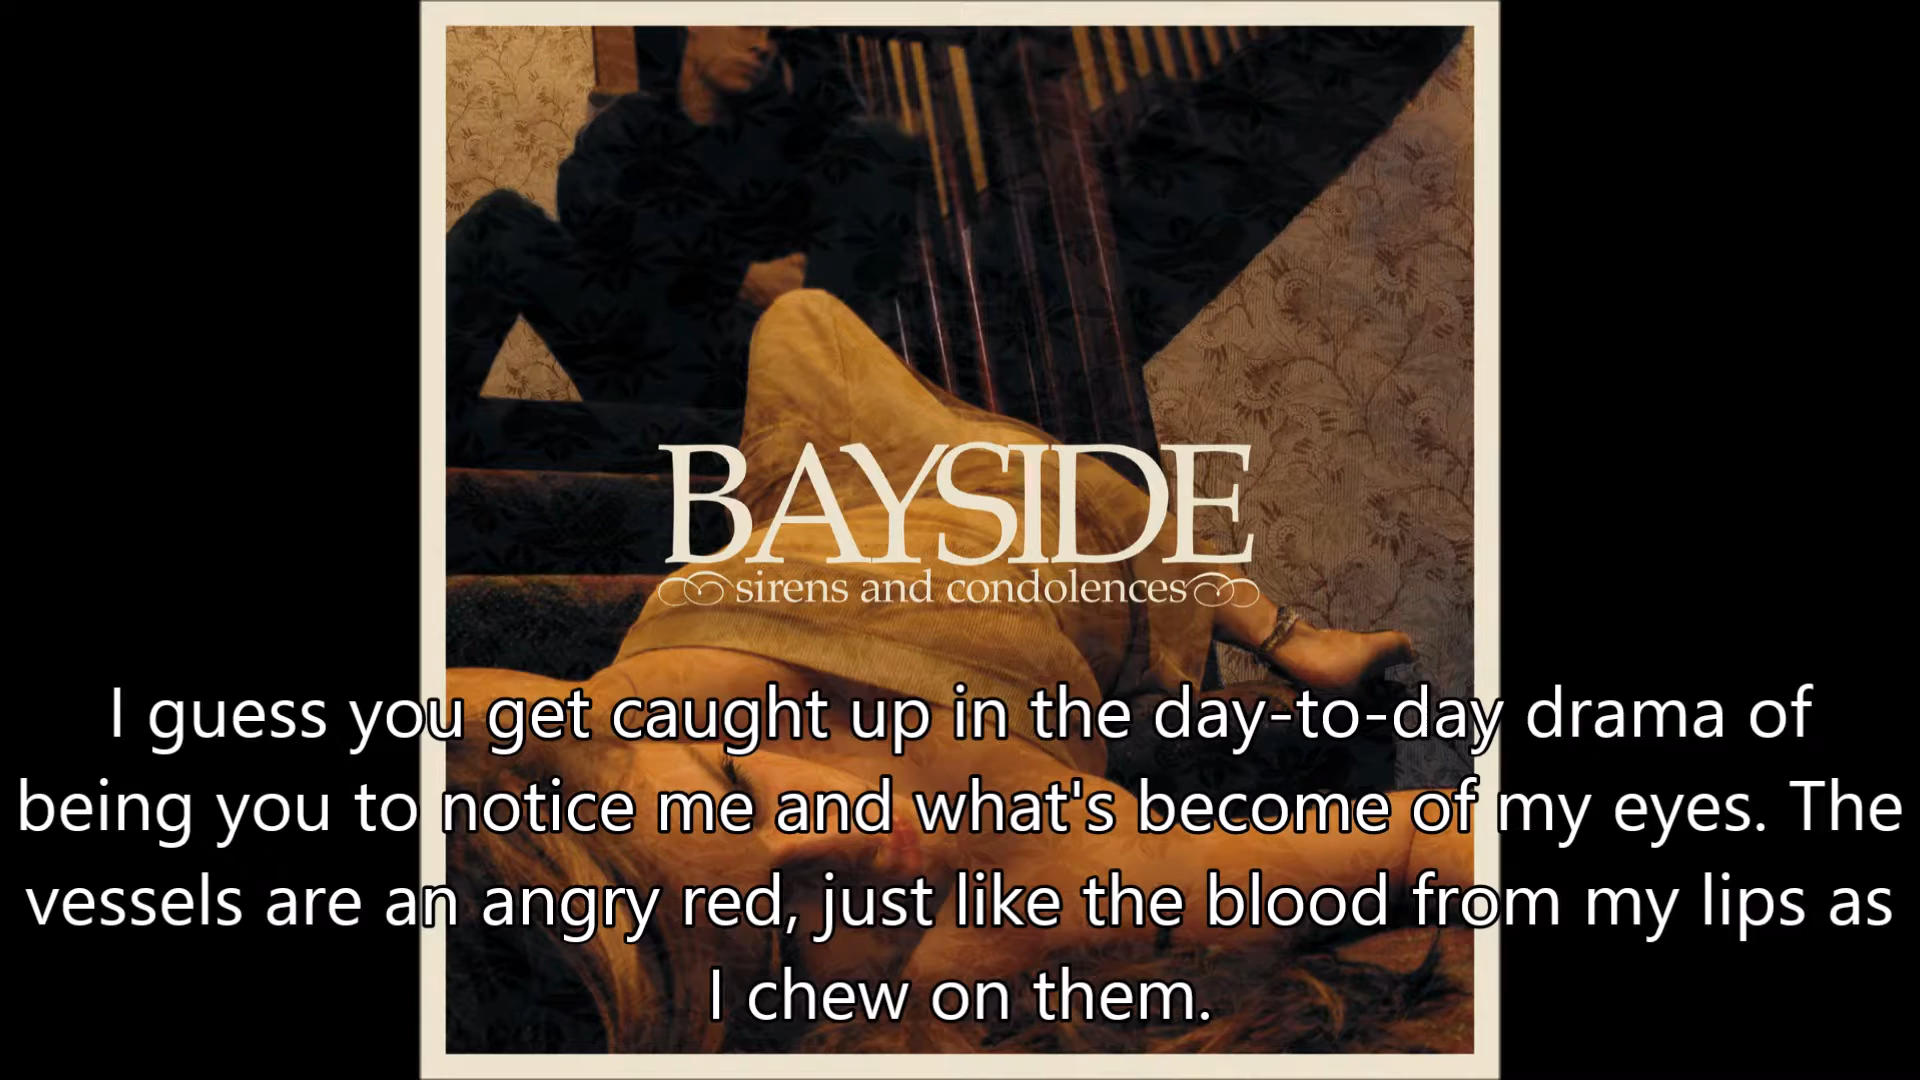 BAYSIDE
sirens and condolences
I guess you get caught up in the day-to-day drama of
being you to notice me and what's become of my eyes. The
vessels are an angry red, just like the blood from my lips as
I chew on them.